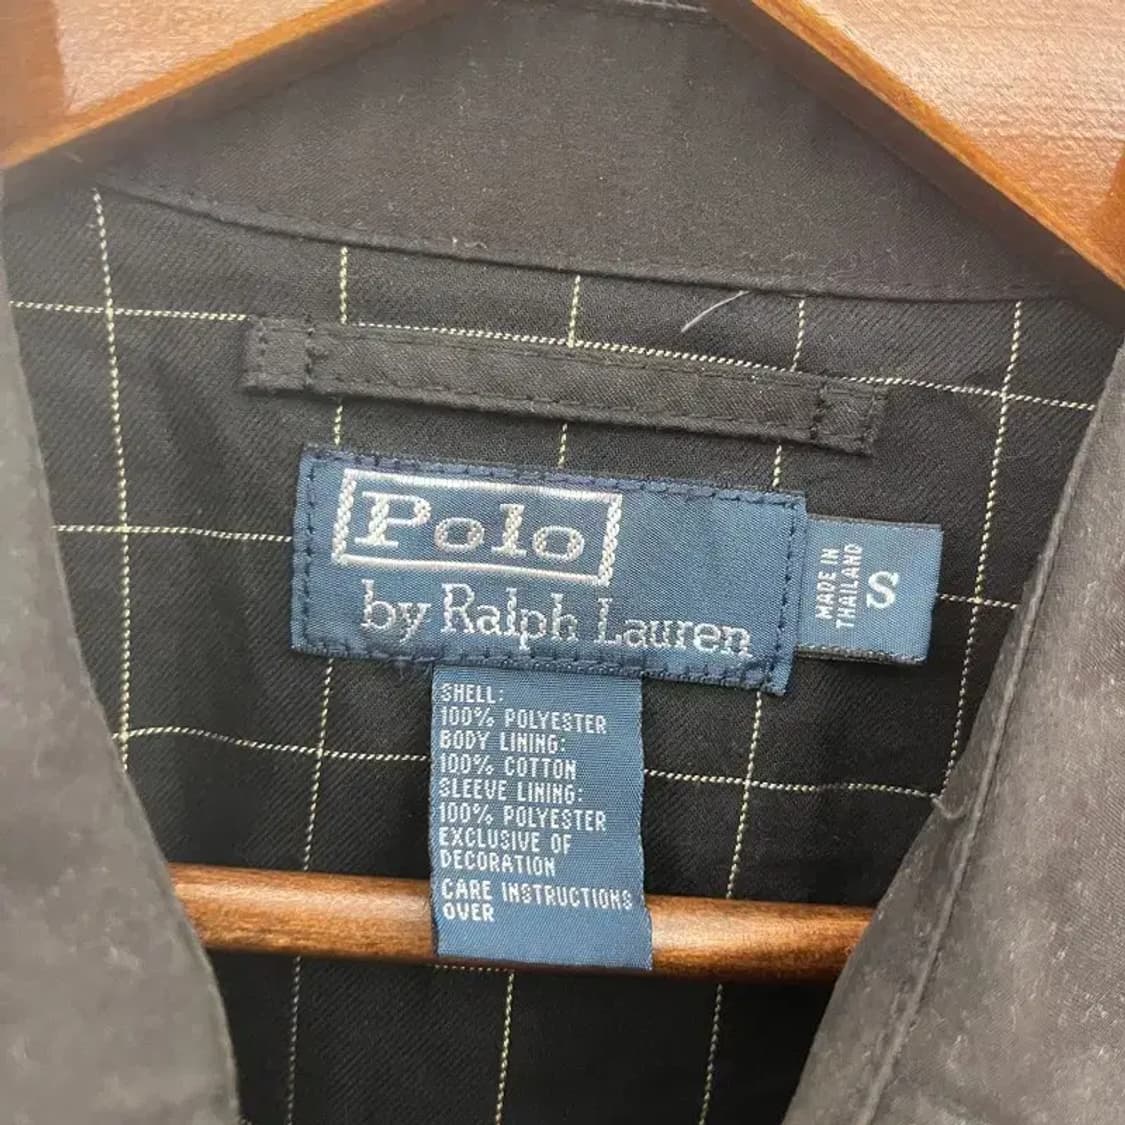 Polo
by Ralph Lauren
MADE IN
THAILAND
S
SHELL:
100% POLYESTER
BODY LINING:
100% COTTON
SLEEVE LINING:
100% POLYESTER
EXCLUSIVE OF
DECORATION
CARE INSTRUCTIONS
OVER